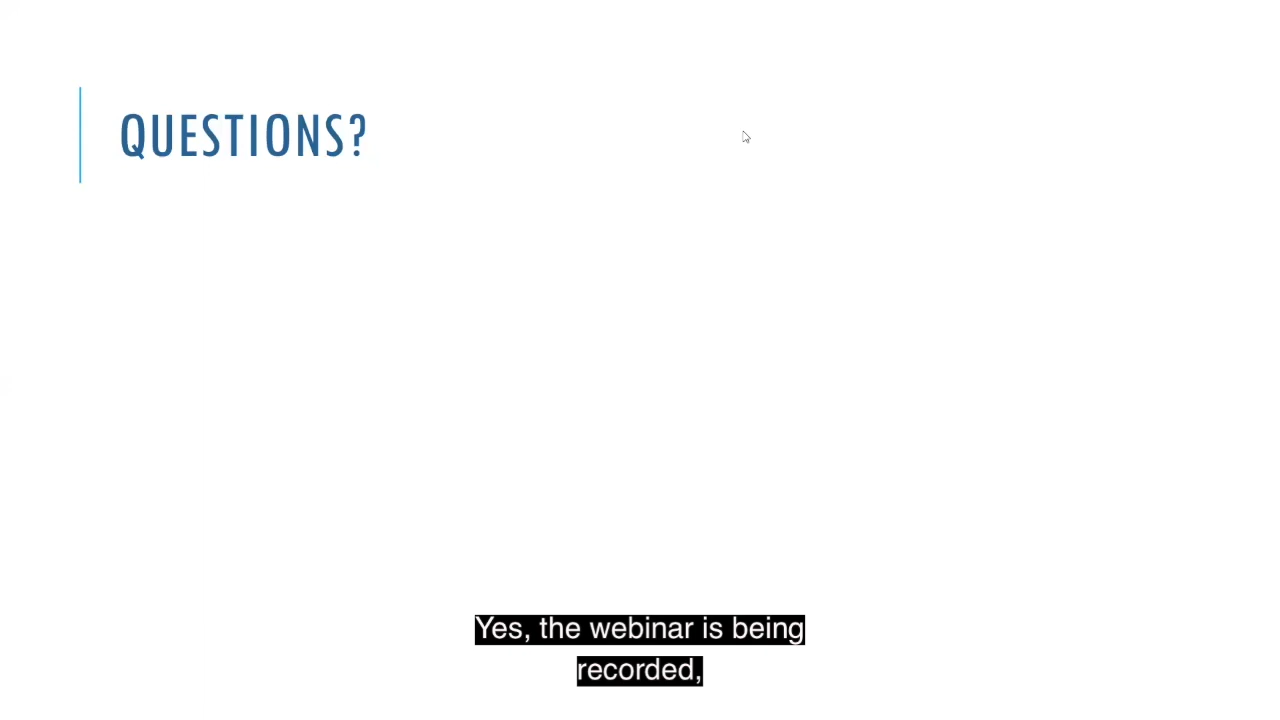 QUESTIONS?
Yes, the webinar is being
recorded,